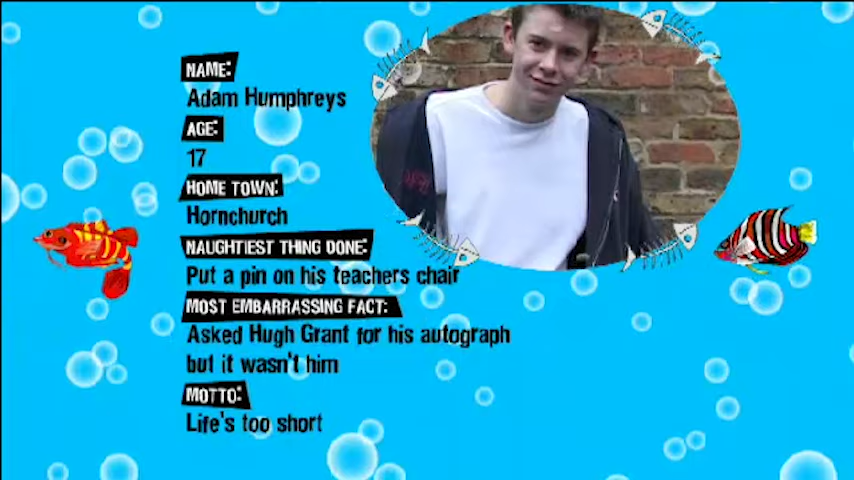 NAME:
Adam Humphreys
AGE:
17
HOME TOWN:
Hornchurch
NAUGHTIEST THING DONE:
Put a pin on his teachers chair
MOST EMBARRASSING FACT:
Asked Hugh Grant for his autograph
but it wasn't him
MOTTO:
Life's too short